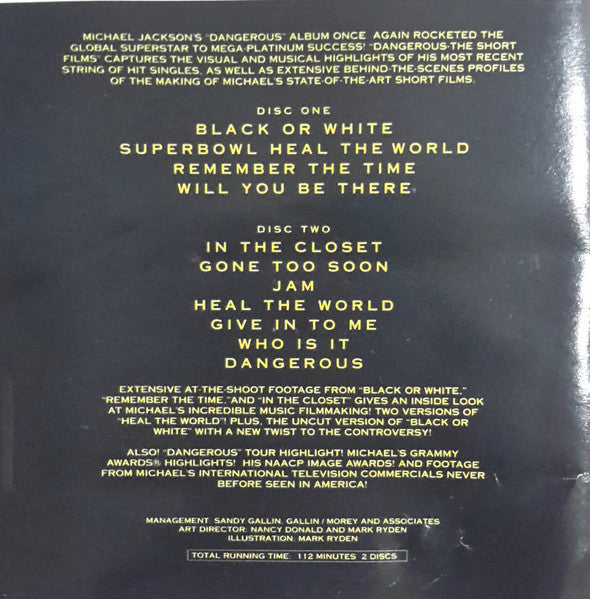 MICHAEL JACKSON'S "DANGEROUS" ALBUM ONCE AGAIN ROCKETED THE
GLOBAL SUPERSTAR TO MEGA-PLATINUM SUCCESS! "DANGEROUS-THE SHORT
FILMS" CAPTURES THE VISUAL AND MUSICAL HIGHLIGHTS OF HIS MOST RECENT
STRING OF HIT SINGLES, AS WELL AS EXTENSIVE BEHIND-THE-SCENES PROFILES
OF THE MAKING OF MICHAEL'S STATE-OF-THE-ART SHORT FILMS.
DISC ONE
BLACK OR WHITE
SUPERBOWL HEAL THE WORLD
REMEMBER THE TIME
WILL YOU BE THERE
DISC TWO
IN THE CLOSET
GONE TOO SOON
JAM
HEAL THE WORLD
GIVE IN TO ME
WHO IS IT
DANGEROUS
EXTENSIVE AT-THE-SHOOT FOOTAGE FROM "BLACK OR WHITE,"
"REMEMBER THE TIME,"AND "IN THE CLOSET" GIVES AN INSIDE LOOK
AT MICHAEL'S INCREDIBLE MUSIC FILMMAKING! TWO VERSIONS OF
"HEAL THE WORLD"! PLUS, THE UNCUT VERSION OF "BLACK OR
WHITE" WITH A NEW TWIST TO THE CONTROVERSY!
ALSO! "DANGEROUS" TOUR HIGHLIGHT! MICHAEL'S GRAMMY
AWARDS® HIGHLIGHTS! HIS NAACP IMAGE AWARDS! AND FOOTAGE
FROM MICHAEL'S INTERNATIONAL TELEVISION COMMERCIALS NEVER
BEFORE SEEN IN AMERICA!
MANAGEMENT: SANDY GALLIN, GALLIN / MOREY AND ASSOCIATES
ART DIRECTOR: NANCY DONALD AND MARK RYDEN
ILLUSTRATION: MARK RYDEN
TOTAL RUNNING TIME: 112 MINUTES 2 DISCS